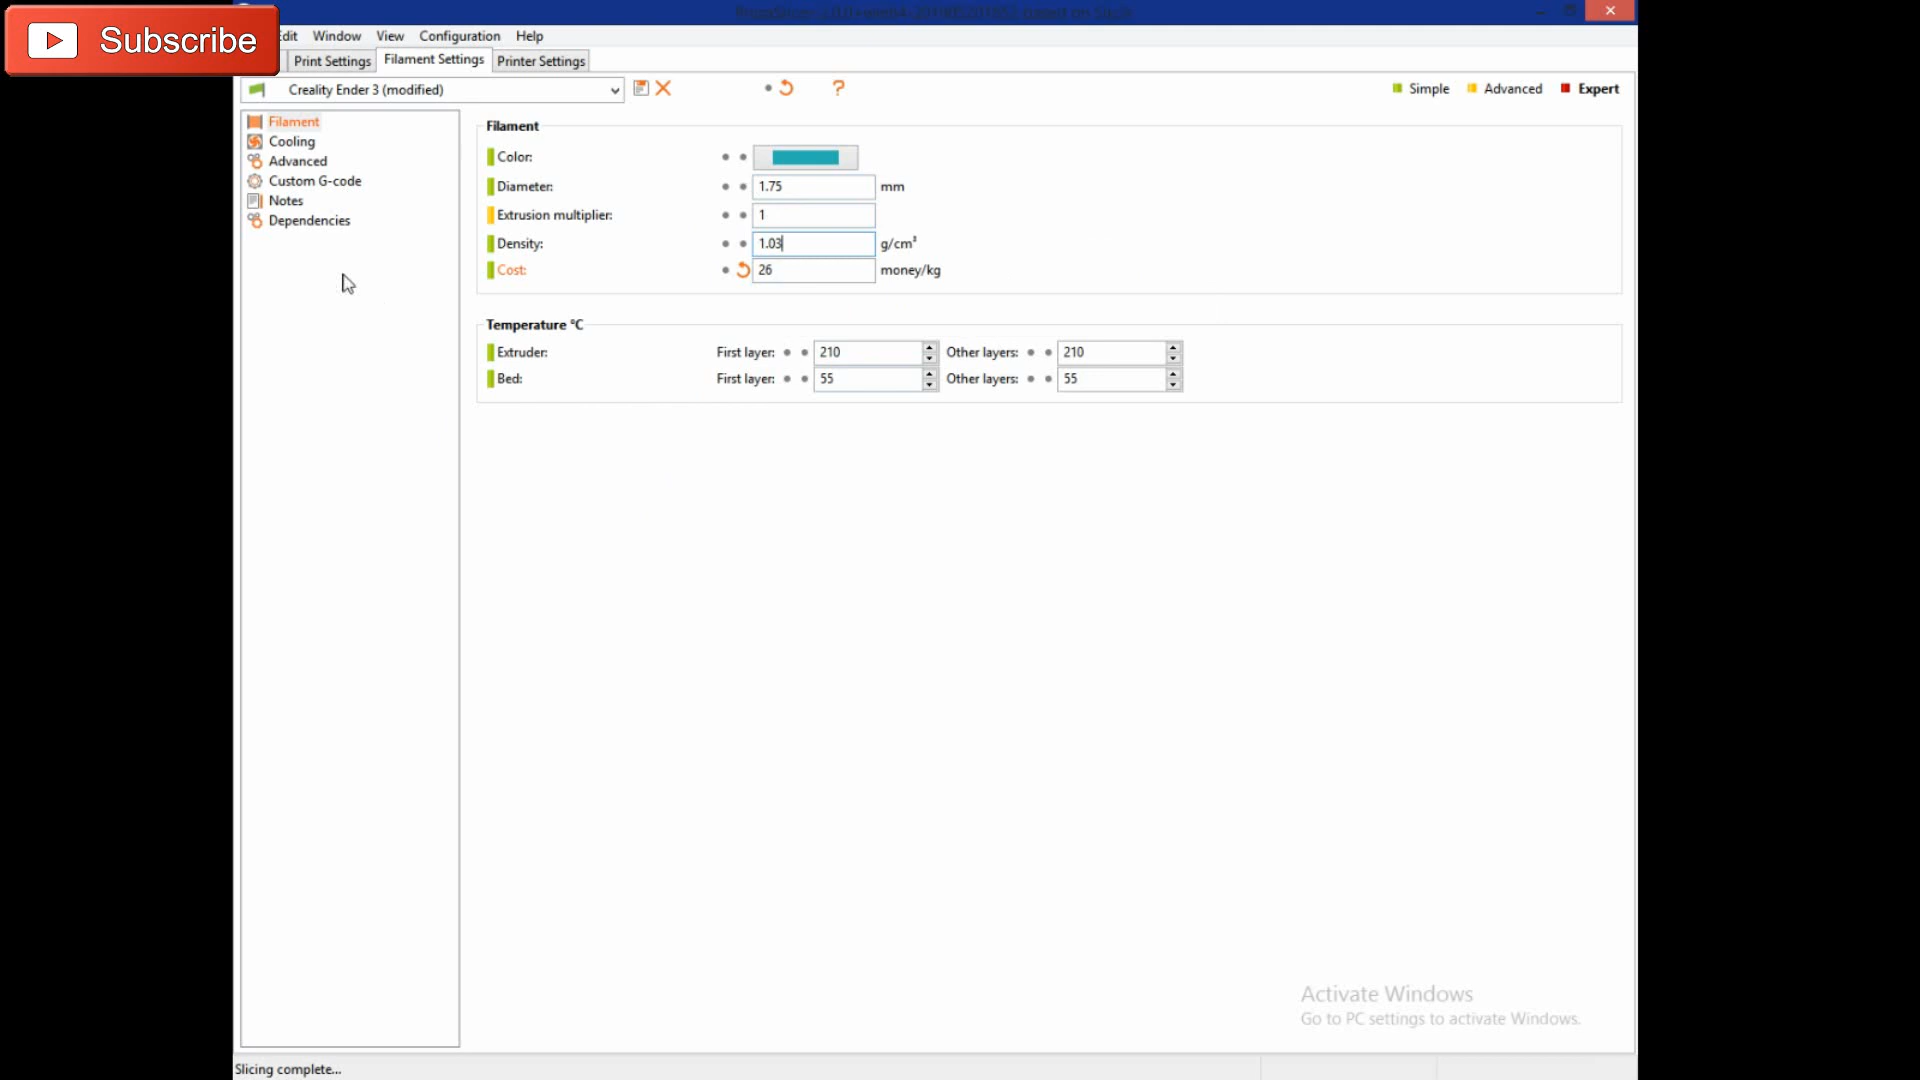 Subscribe
dit Window View Configuration Help
Print Settings Filament Settings Printer Settings
Creality Ender 3 (modified) ? Simple Advanced Expert
Filament
Cooling
Advanced
Custom G-code
Notes
Dependencies
Filament
Color:
Diameter: 1.75 mm
Extrusion multiplier: 1
Density: 1.03 g/cm³
Cost: 26 money/kg
Temperature °C
Extruder: First layer: 210 Other layers: 210
Bed: First layer: 55 Other layers: 55
Activate Windows
Go to PC settings to activate Windows.
Slicing complete...